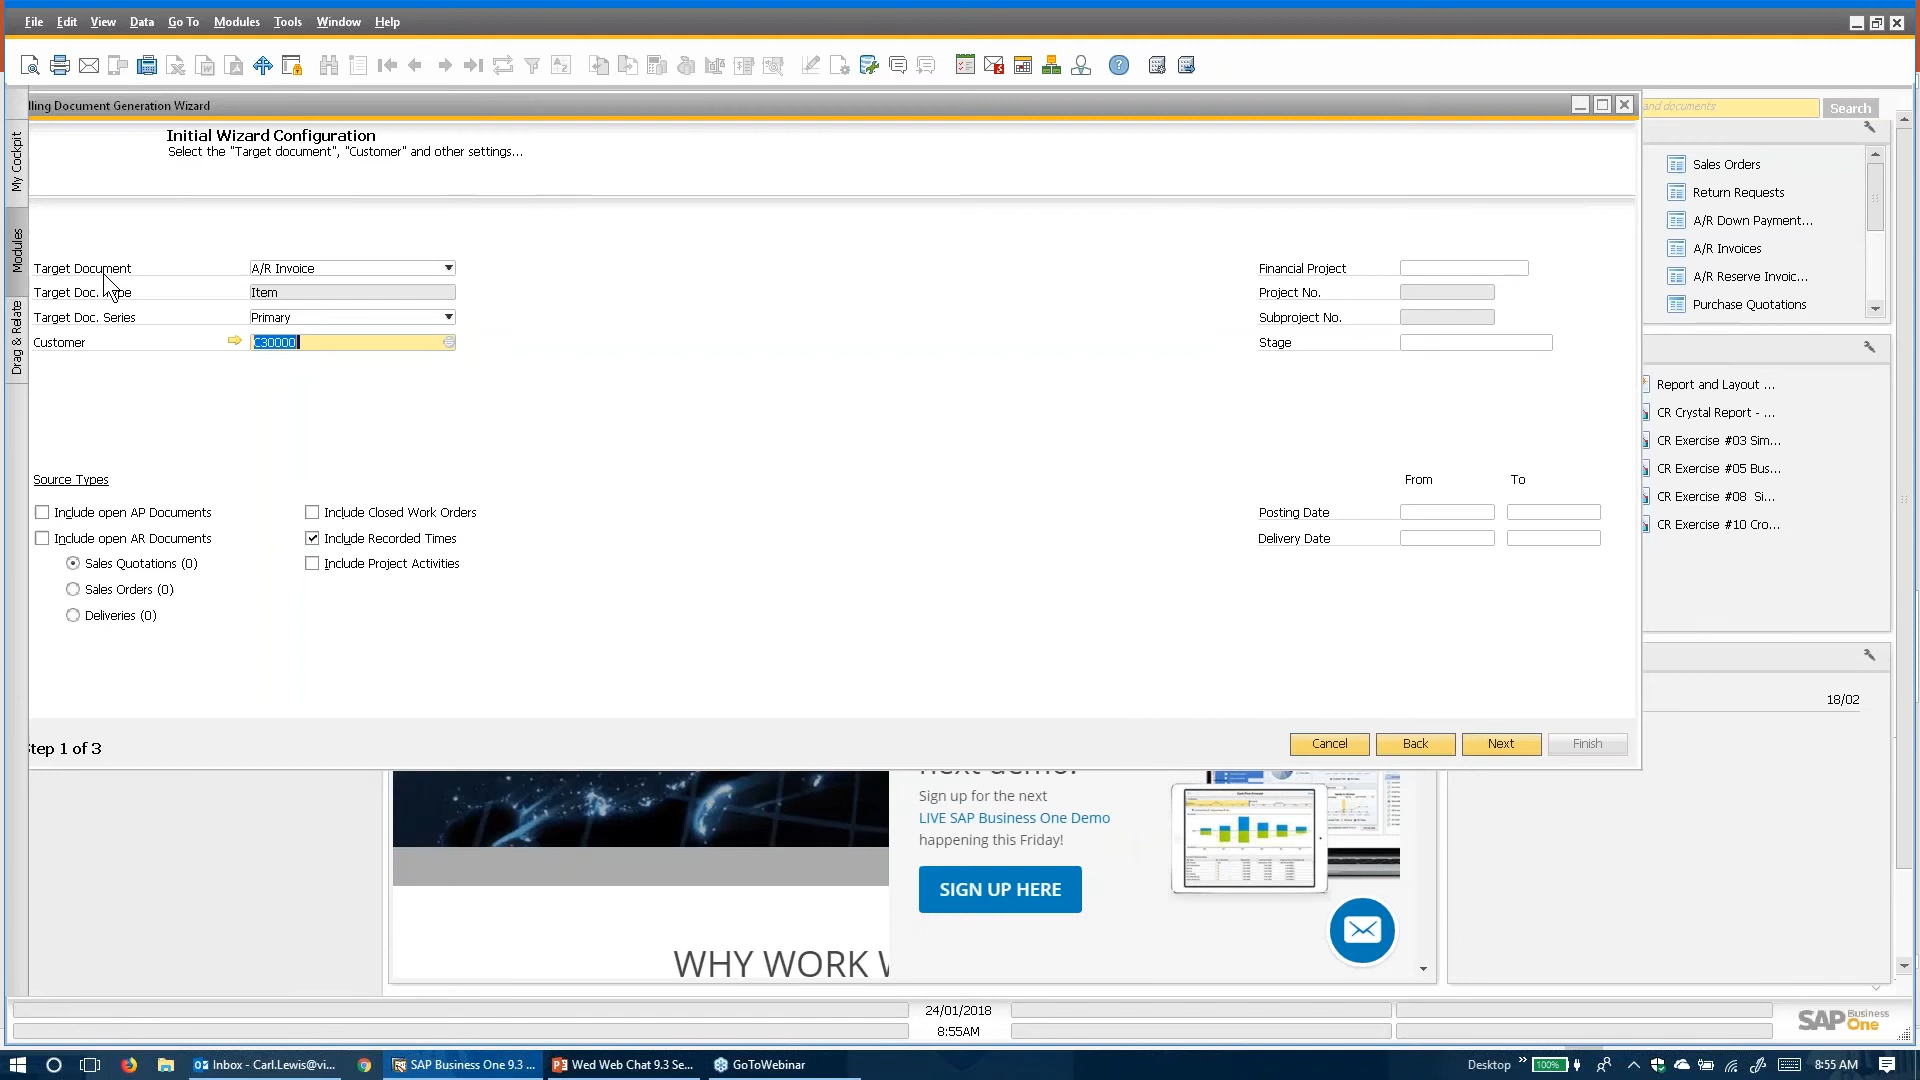 File Edit View Data Go To Modules Tools Window Help
lling Document Generation Wizard
and documents
Search
My Cockpit
Modules
Drag & Relate
Initial Wizard Configuration
Select the "Target document", "Customer" and other settings...
Target Document
A/R Invoice
Target Doc. Type
Item
Target Doc. Series
Primary
Customer
C30000
Financial Project
Project No.
Subproject No.
Stage
Source Types
Include open AP Documents
Include open AR Documents
Sales Quotations (0)
Sales Orders (0)
Deliveries (0)
Include Closed Work Orders
Include Recorded Times
Include Project Activities
From To
Posting Date
Delivery Date
Step 1 of 3
Cancel Back Next Finish
Sales Orders
Return Requests
A/R Down Payment...
A/R Invoices
A/R Reserve Invoic...
Purchase Quotations
Report and Layout ...
CR Crystal Report - ...
CR Exercise #03 Sim...
CR Exercise #05 Bus...
CR Exercise #08 Si...
CR Exercise #10 Cro...
18/02
next demo!
Sign up for the next
LIVE SAP Business One Demo
happening this Friday!
SIGN UP HERE
WHY WORK W
24/01/2018
8:55AM
SAP Business One
Inbox - Carl.Lewis@vi...
SAP Business One 9.3 ...
Wed Web Chat 9.3 Se...
GoToWebinar
Desktop
100%
8:55 AM